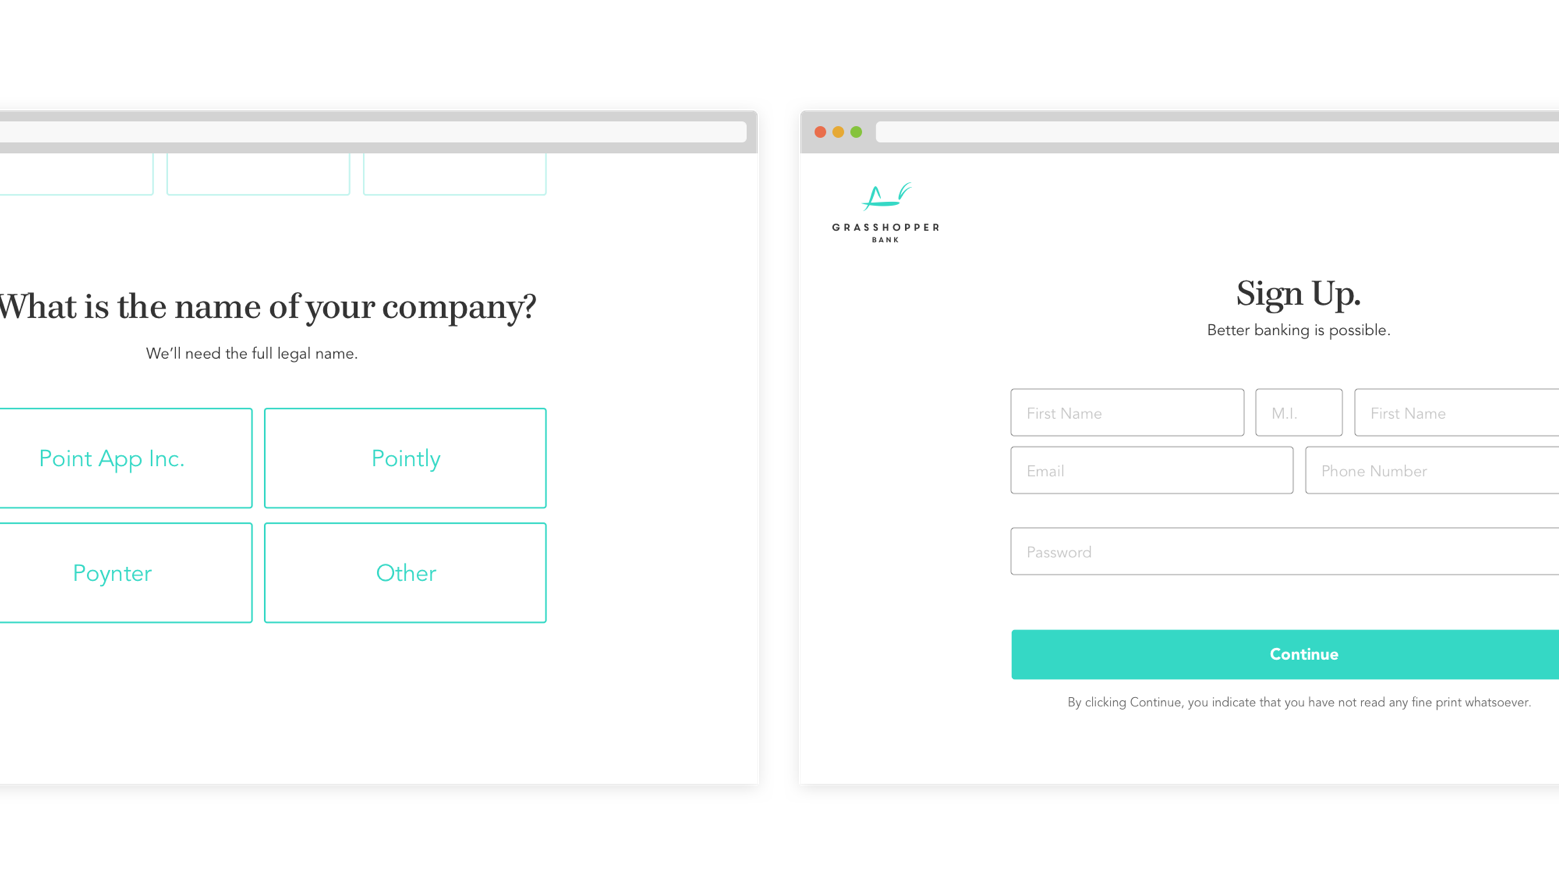 What is the name of your company?
We’ll need the full legal name.
Point App Inc.
Pointly
Poynter
Other
GRASSHOPPER
BANK
Sign Up.
Better banking is possible.
First Name
M.I.
First Name
Email
Phone Number
Password
Continue
By clicking Continue, you indicate that you have not read any fine print whatsoever.